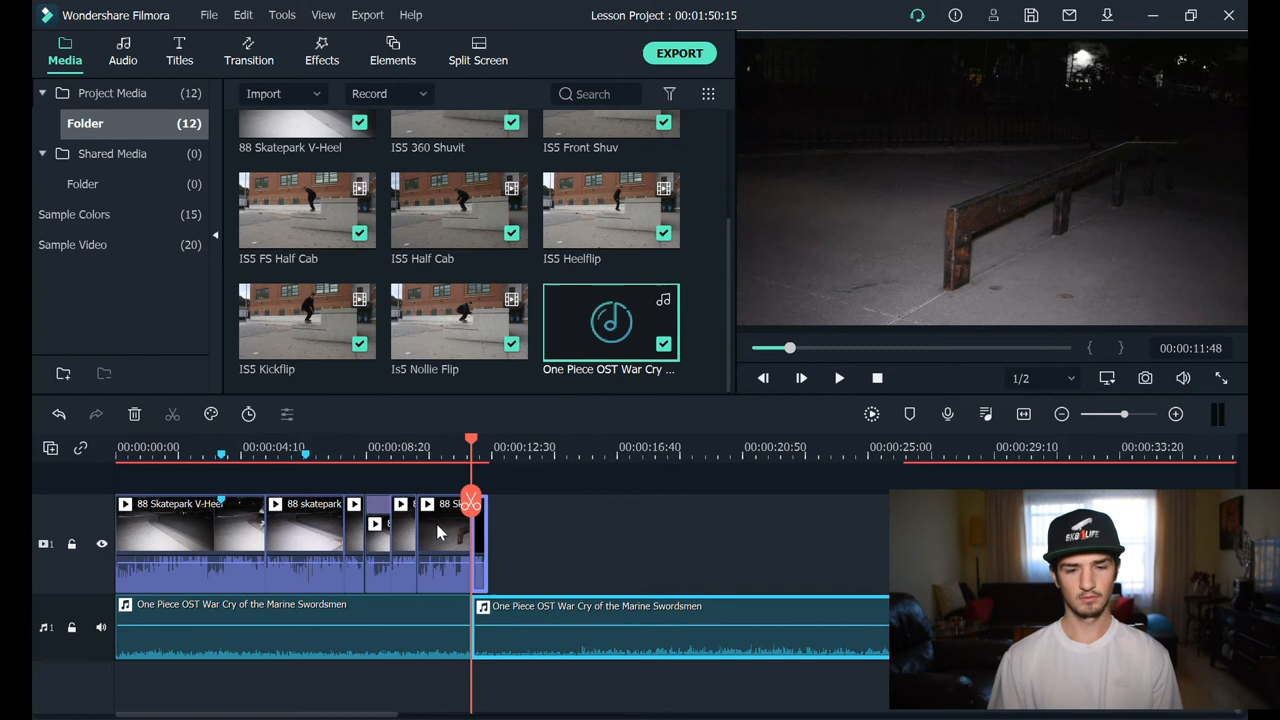 Wondershare Filmora File Edit Tools View Export Help Lesson Project : 00:01:50:15
Media Audio Titles Transition Effects Elements Split Screen EXPORT
Project Media (12)
Folder (12)
Shared Media (0)
Folder (0)
Sample Colors (15)
Sample Video (20)
Import Record Search
88 Skatepark V-Heel IS5 360 Shuvit IS5 Front Shuv
IS5 FS Half Cab IS5 Half Cab IS5 Heelflip
IS5 Kickflip Is5 Nollie Flip One Piece OST War Cry ...
00:00:11:48
1/2
00:00:00:00 00:00:04:10 00:00:08:20 00:00:12:30 00:00:16:40 00:00:20:50 00:00:25:00 00:00:29:10 00:00:33:20
88 Skatepark V-Heel 88 skatepark
1
One Piece OST War Cry of the Marine Swordsmen One Piece OST War Cry of the Marine Swordsmen
1
SK8 LIFE